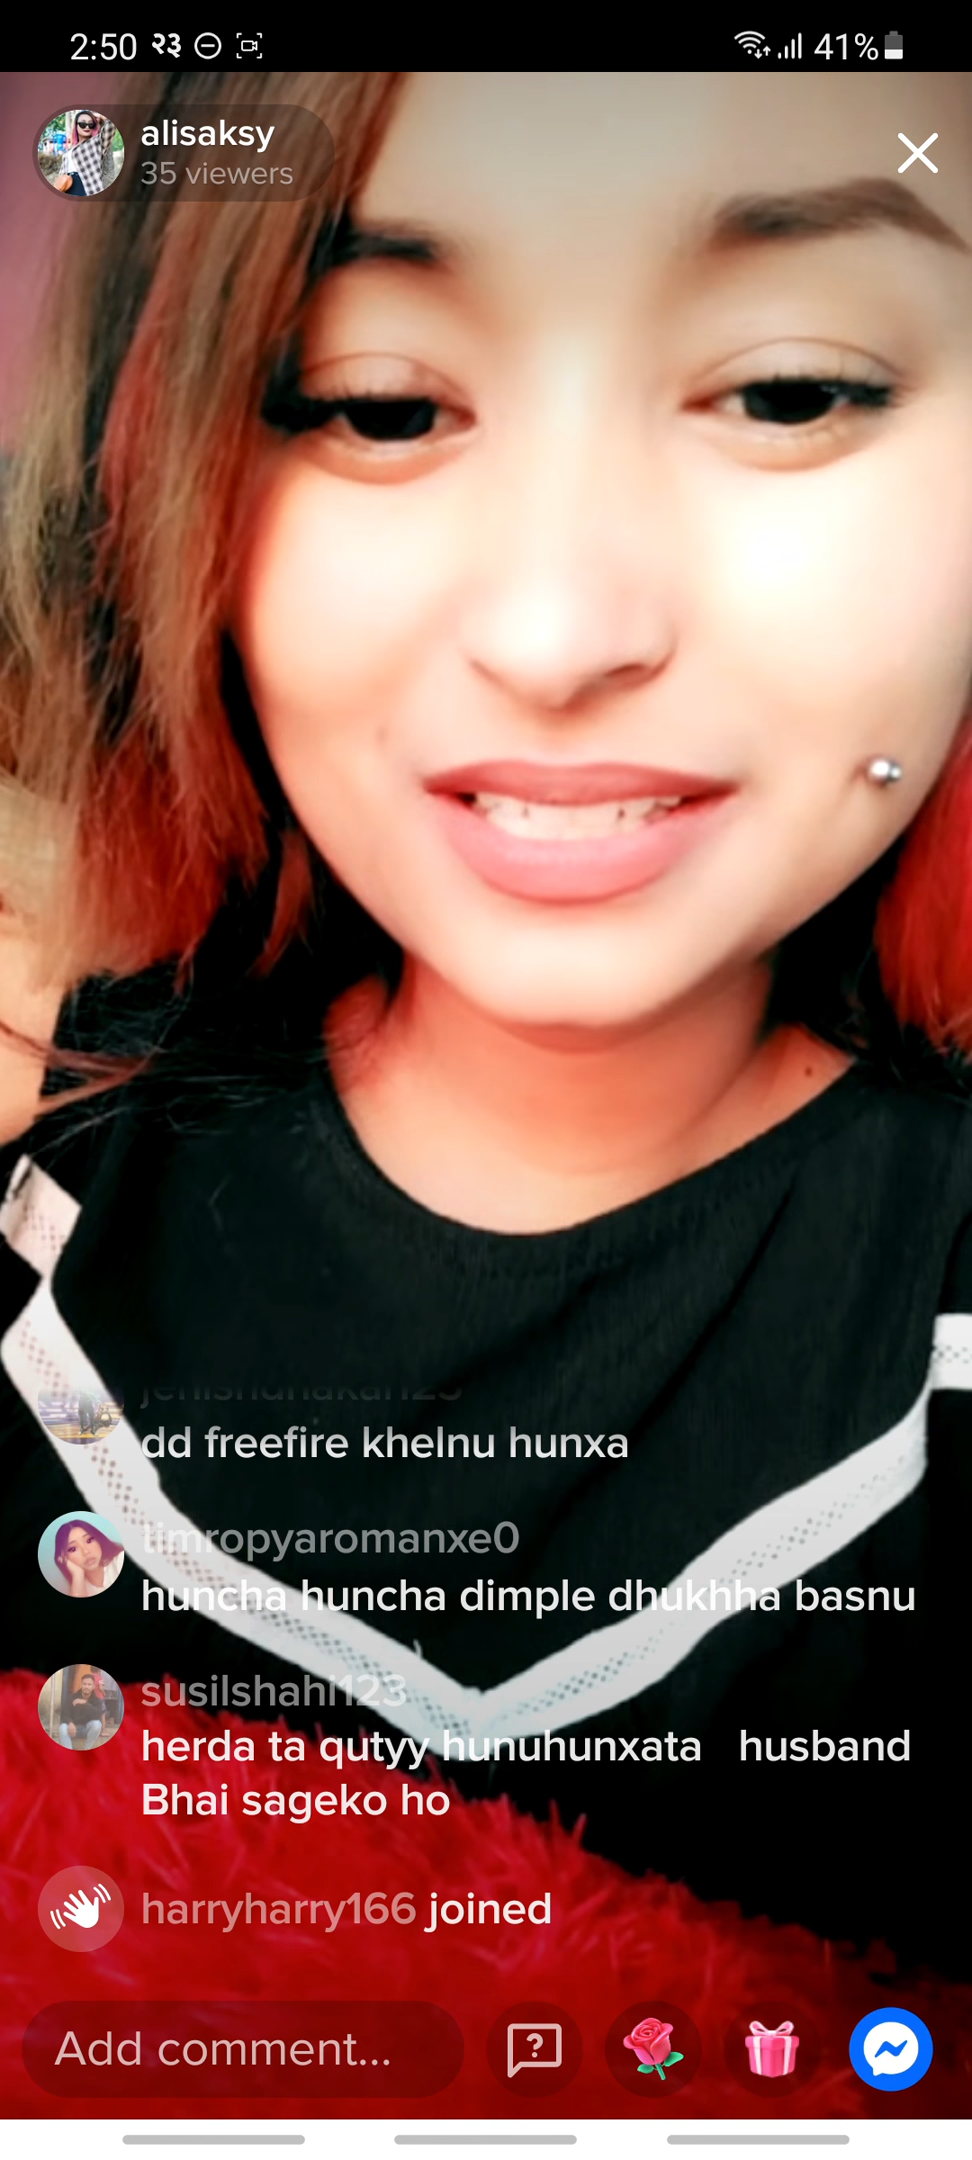 2:50 २३ 41%
alisaksy
35 viewers
dd freefire khelnu hunxa
timropyaromanxe0
huncha huncha dimple dhukhha basnu
susilshahi123
herda ta qutyy hunuhunxata husband
Bhai sageko ho
harryharry166 joined
Add comment...